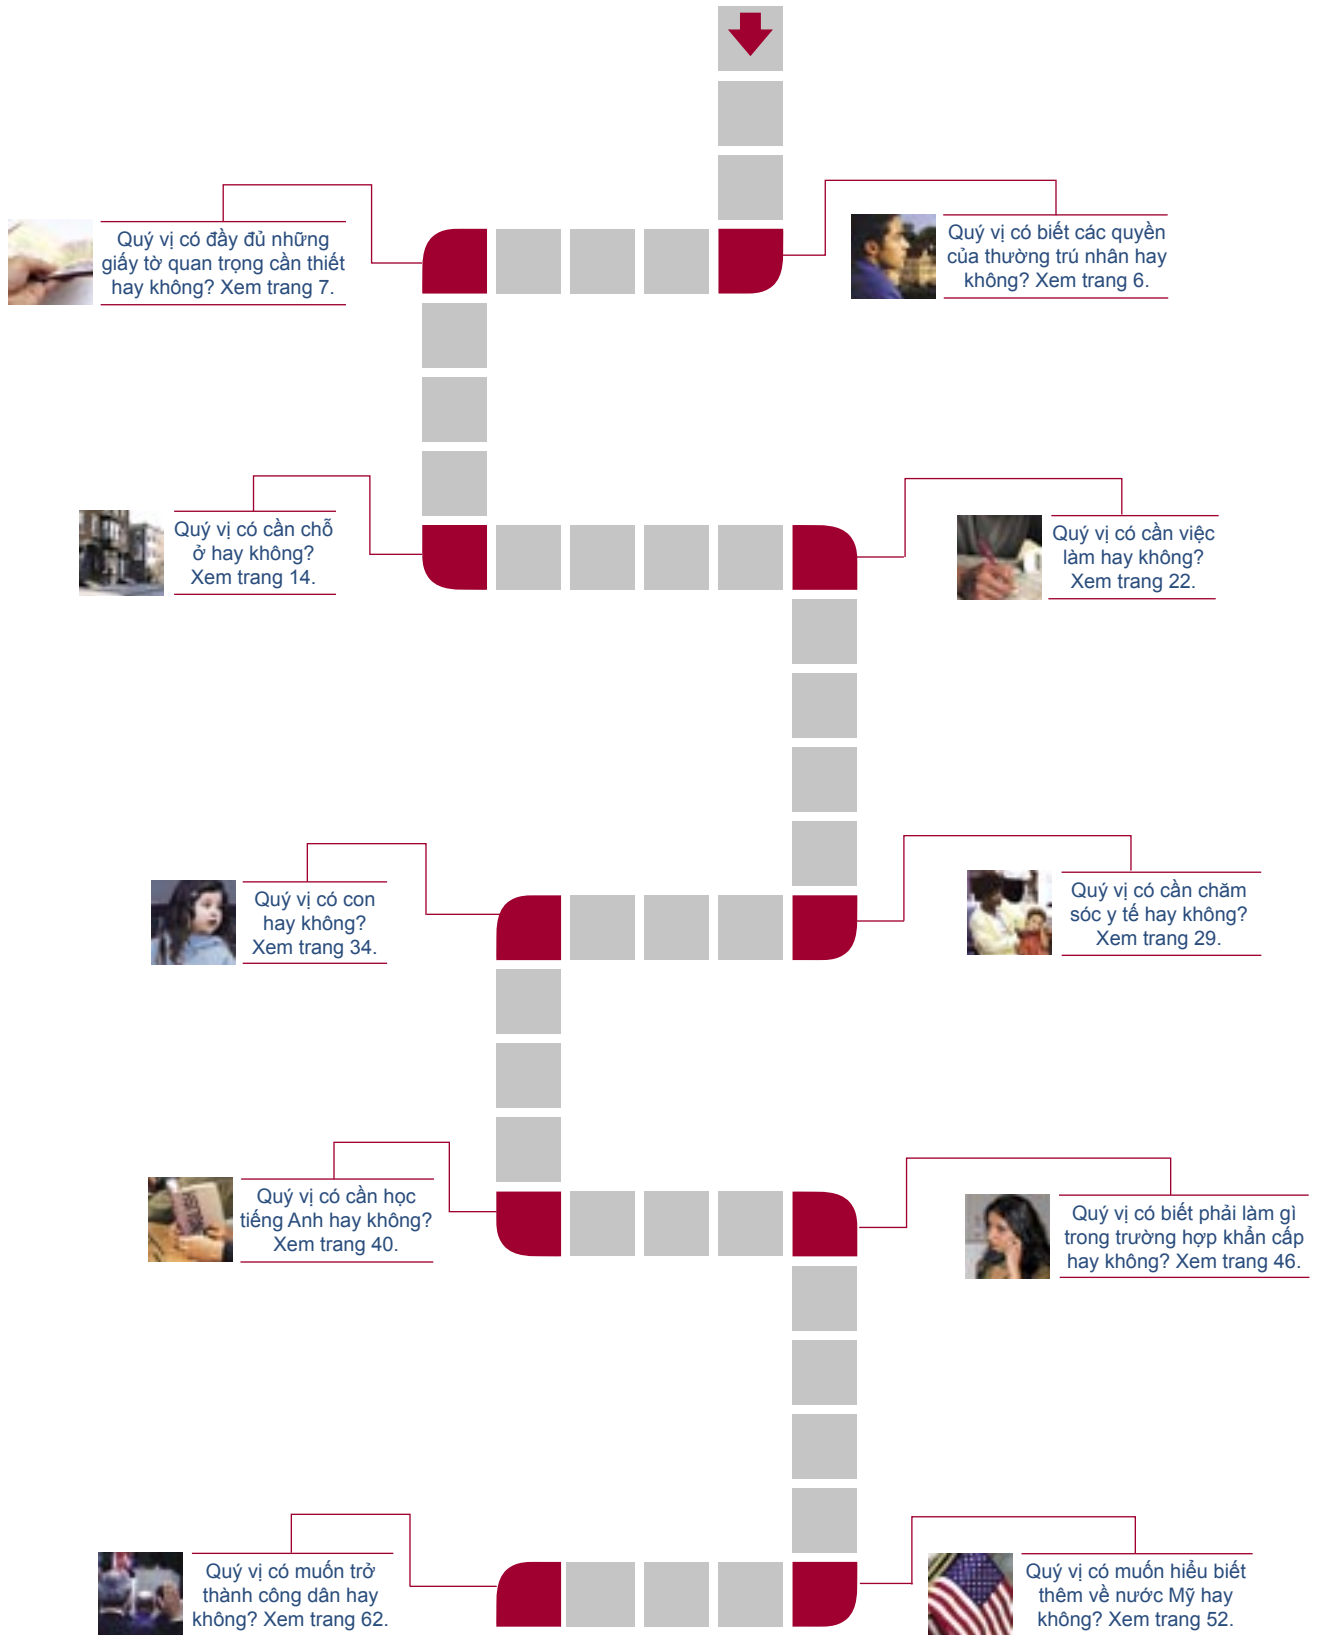 Quý vị có biết các quyền
của thường trú nhân hay
không? Xem trang 6.
Quý vị có đầy đủ những
giấy tờ quan trọng cần thiết
hay không? Xem trang 7.
Quý vị có cần chỗ
ở hay không?
Xem trang 14.
Quý vị có cần việc
làm hay không?
Xem trang 22.
Quý vị có cần chăm
sóc y tế hay không?
Xem trang 29.
Quý vị có con
hay không?
Xem trang 34.
Quý vị có cần học
tiếng Anh hay không?
Xem trang 40.
Quý vị có biết phải làm gì
trong trường hợp khẩn cấp
hay không? Xem trang 46.
Quý vị có muốn hiểu biết
thêm về nước Mỹ hay
không? Xem trang 52.
Quý vị có muốn trở
thành công dân hay
không? Xem trang 62.